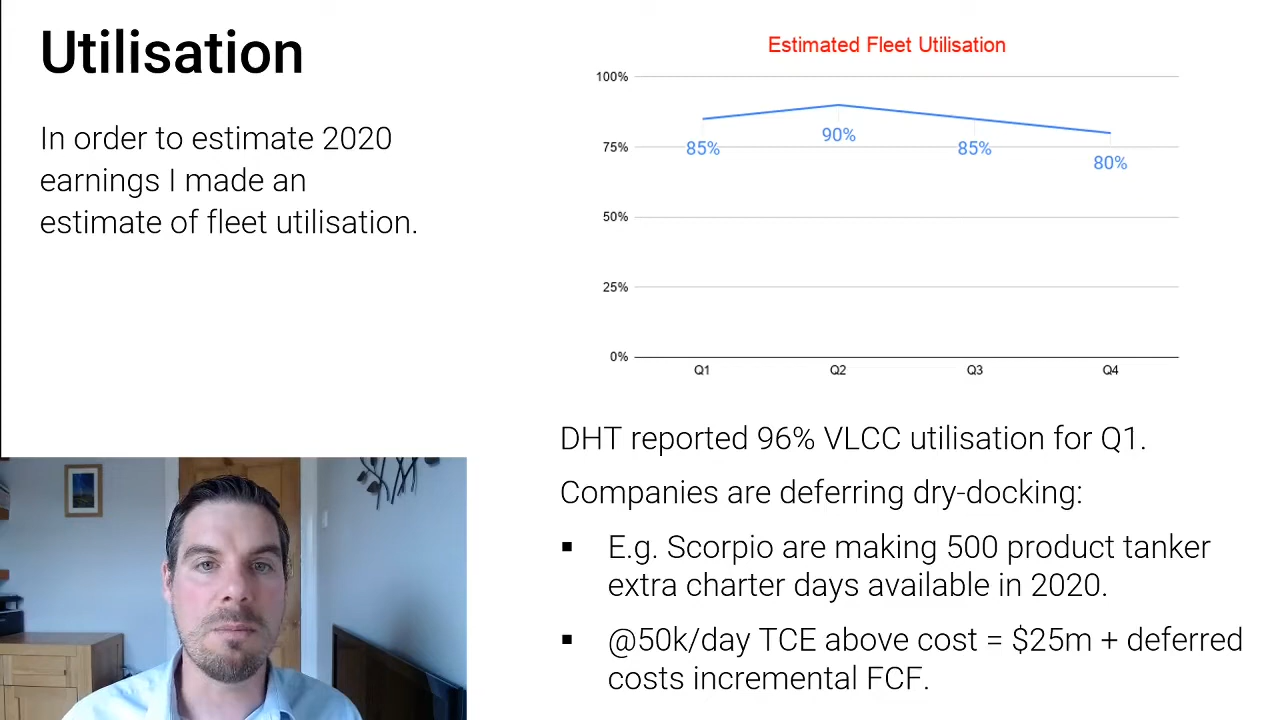 Utilisation
In order to estimate 2020
earnings I made an
estimate of fleet utilisation.
Estimated Fleet Utilisation
100%
75%
50%
25%
0%
85%
90%
85%
80%
Q1
Q2
Q3
Q4
DHT reported 96% VLCC utilisation for Q1.
Companies are deferring dry-docking:
▪ E.g. Scorpio are making 500 product tanker
extra charter days available in 2020.
▪ @50k/day TCE above cost = $25m + deferred
costs incremental FCF.